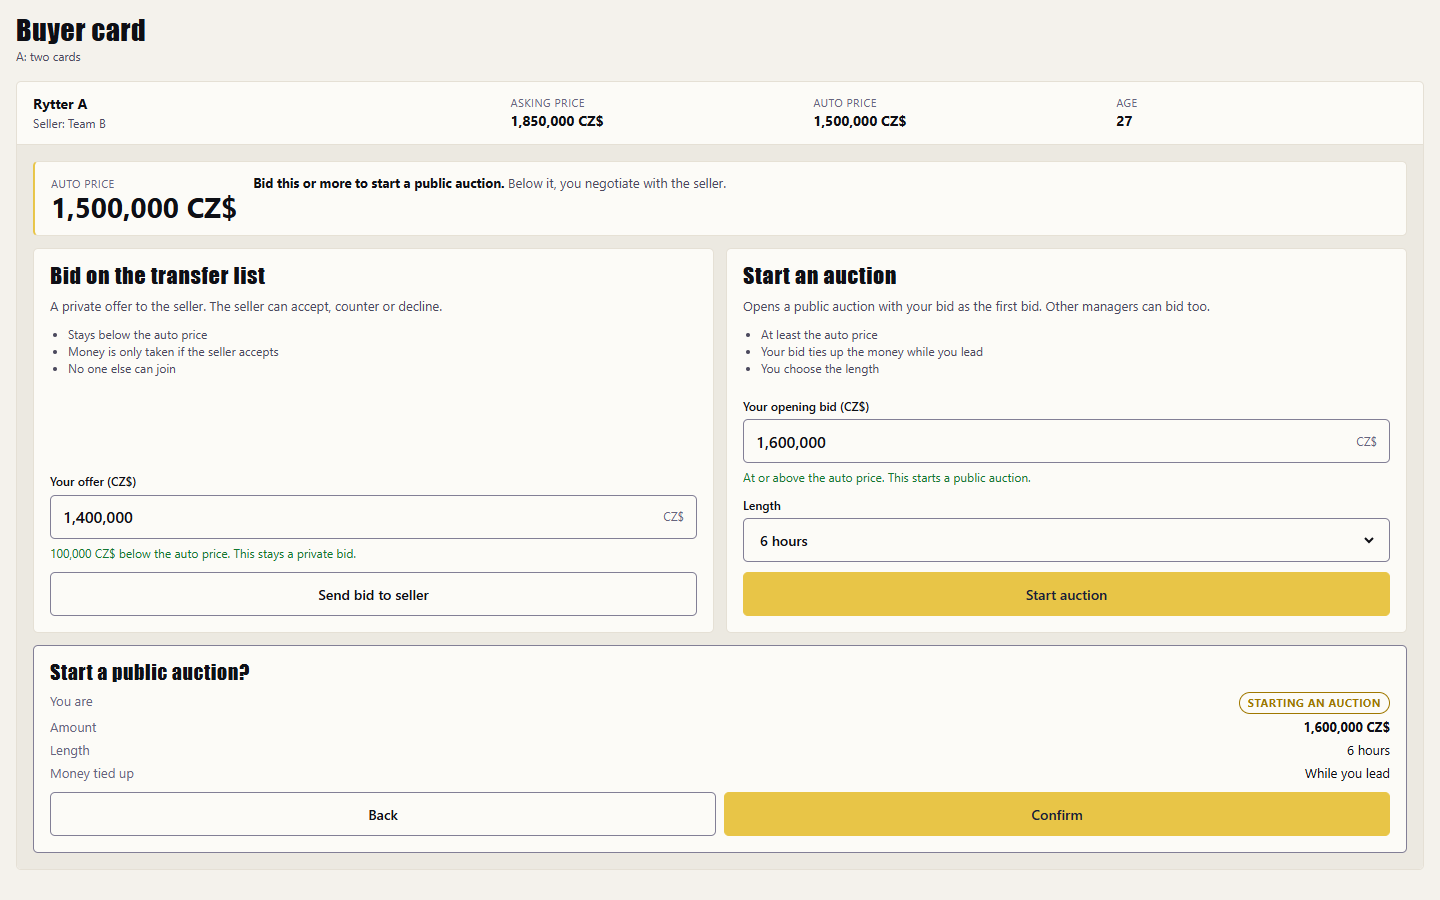 Buyer card
A: two cards
Rytter A
Seller: Team B
ASKING PRICE
1,850,000 CZ$
AUTO PRICE
1,500,000 CZ$
AGE
27
AUTO PRICE
1,500,000 CZ$
Bid this or more to start a public auction. Below it, you negotiate with the seller.
Bid on the transfer list
A private offer to the seller. The seller can accept, counter or decline.
• Stays below the auto price
• Money is only taken if the seller accepts
• No one else can join
Your offer (CZ$)
1,400,000 CZ$
100,000 CZ$ below the auto price. This stays a private bid.
Send bid to seller
Start an auction
Opens a public auction with your bid as the first bid. Other managers can bid too.
• At least the auto price
• Your bid ties up the money while you lead
• You choose the length
Your opening bid (CZ$)
1,600,000 CZ$
At or above the auto price. This starts a public auction.
Length
6 hours
Start auction
Start a public auction?
You are STARTING AN AUCTION
Amount 1,600,000 CZ$
Length 6 hours
Money tied up While you lead
Back
Confirm